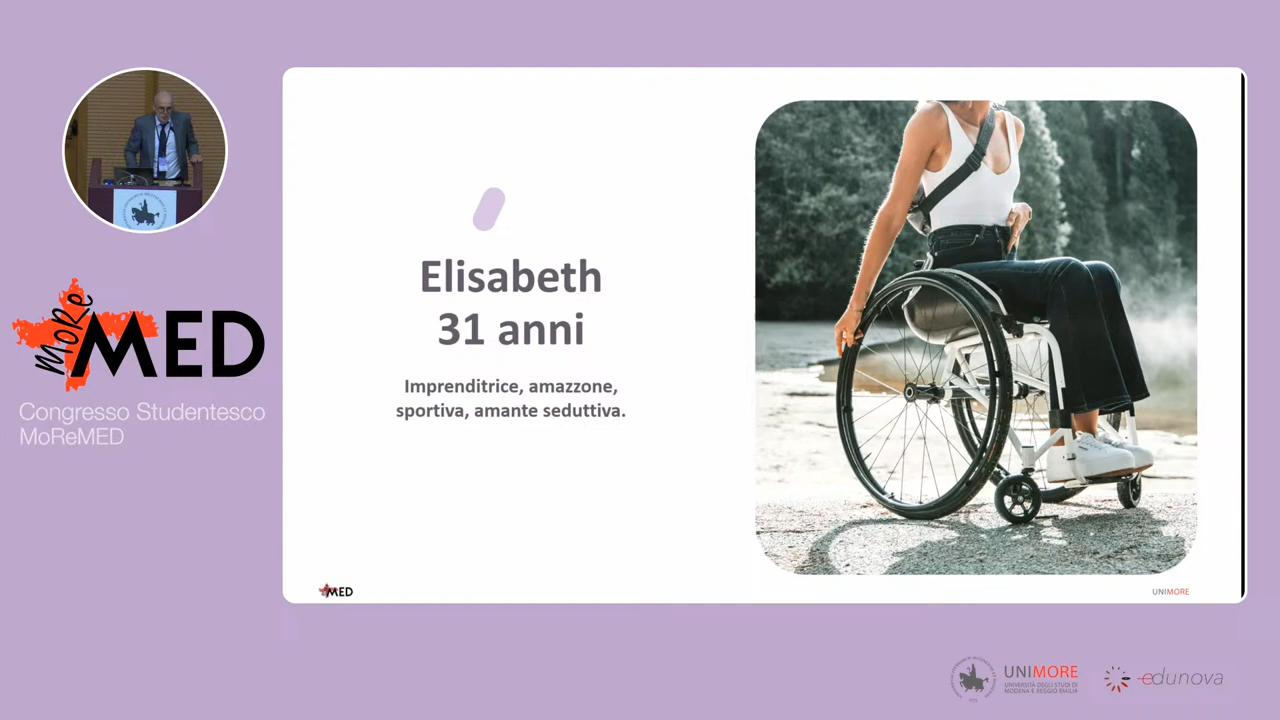 MoRe
MED
Congresso Studentesco
MoReMED
Elisabeth
31 anni
Imprenditrice, amazzone,
sportiva, amante seduttiva.
MED
UNIMORE
UNIMORE
UNIVERSITÀ DEGLI STUDI DI
MODENA E REGGIO EMILIA
edunova